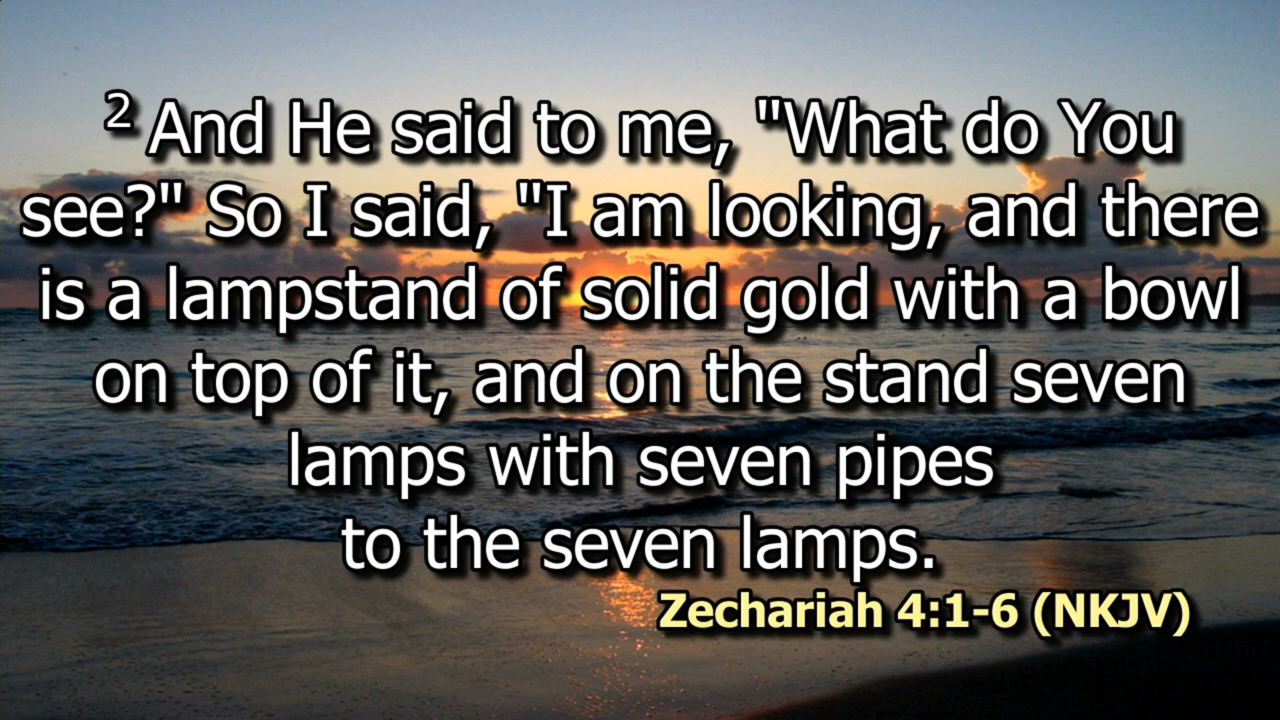 2 And He said to me, "What do You
see?" So I said, "I am looking, and there
is a lampstand of solid gold with a bowl
on top of it, and on the stand seven
lamps with seven pipes
to the seven lamps.
Zechariah 4:1-6 (NKJV)